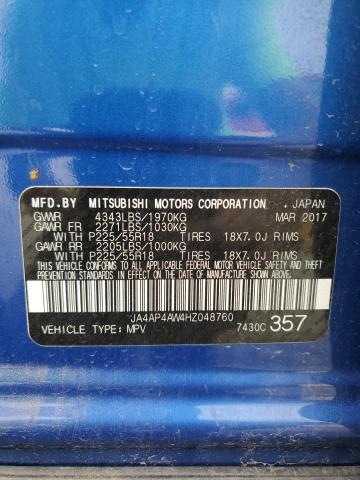 MFD.BY MITSUBISHI MOTORS CORPORATION , JAPAN
GVWR 4343LBS/1970KG MAR 2017
GAWR FR 2271LBS/1030KG
WITH P225/55R18 TIRES 18X7.0J RIMS
GAWR RR 2205LBS/1000KG
WITH P225/55R18 TIRES 18X7.0J RIMS
THIS VEHICLE CONFORMS TO ALL APPLICABLE FEDERAL
MOTOR VEHICLE SAFETY, BUMPER, AND THEFT PREVENTION
STANDARDS IN EFFECT ON THE DATE OF MANUFACTURE SHOWN ABOVE.
JA4AP4AW4HZ048760
VEHICLE TYPE: MPV 7430C 357